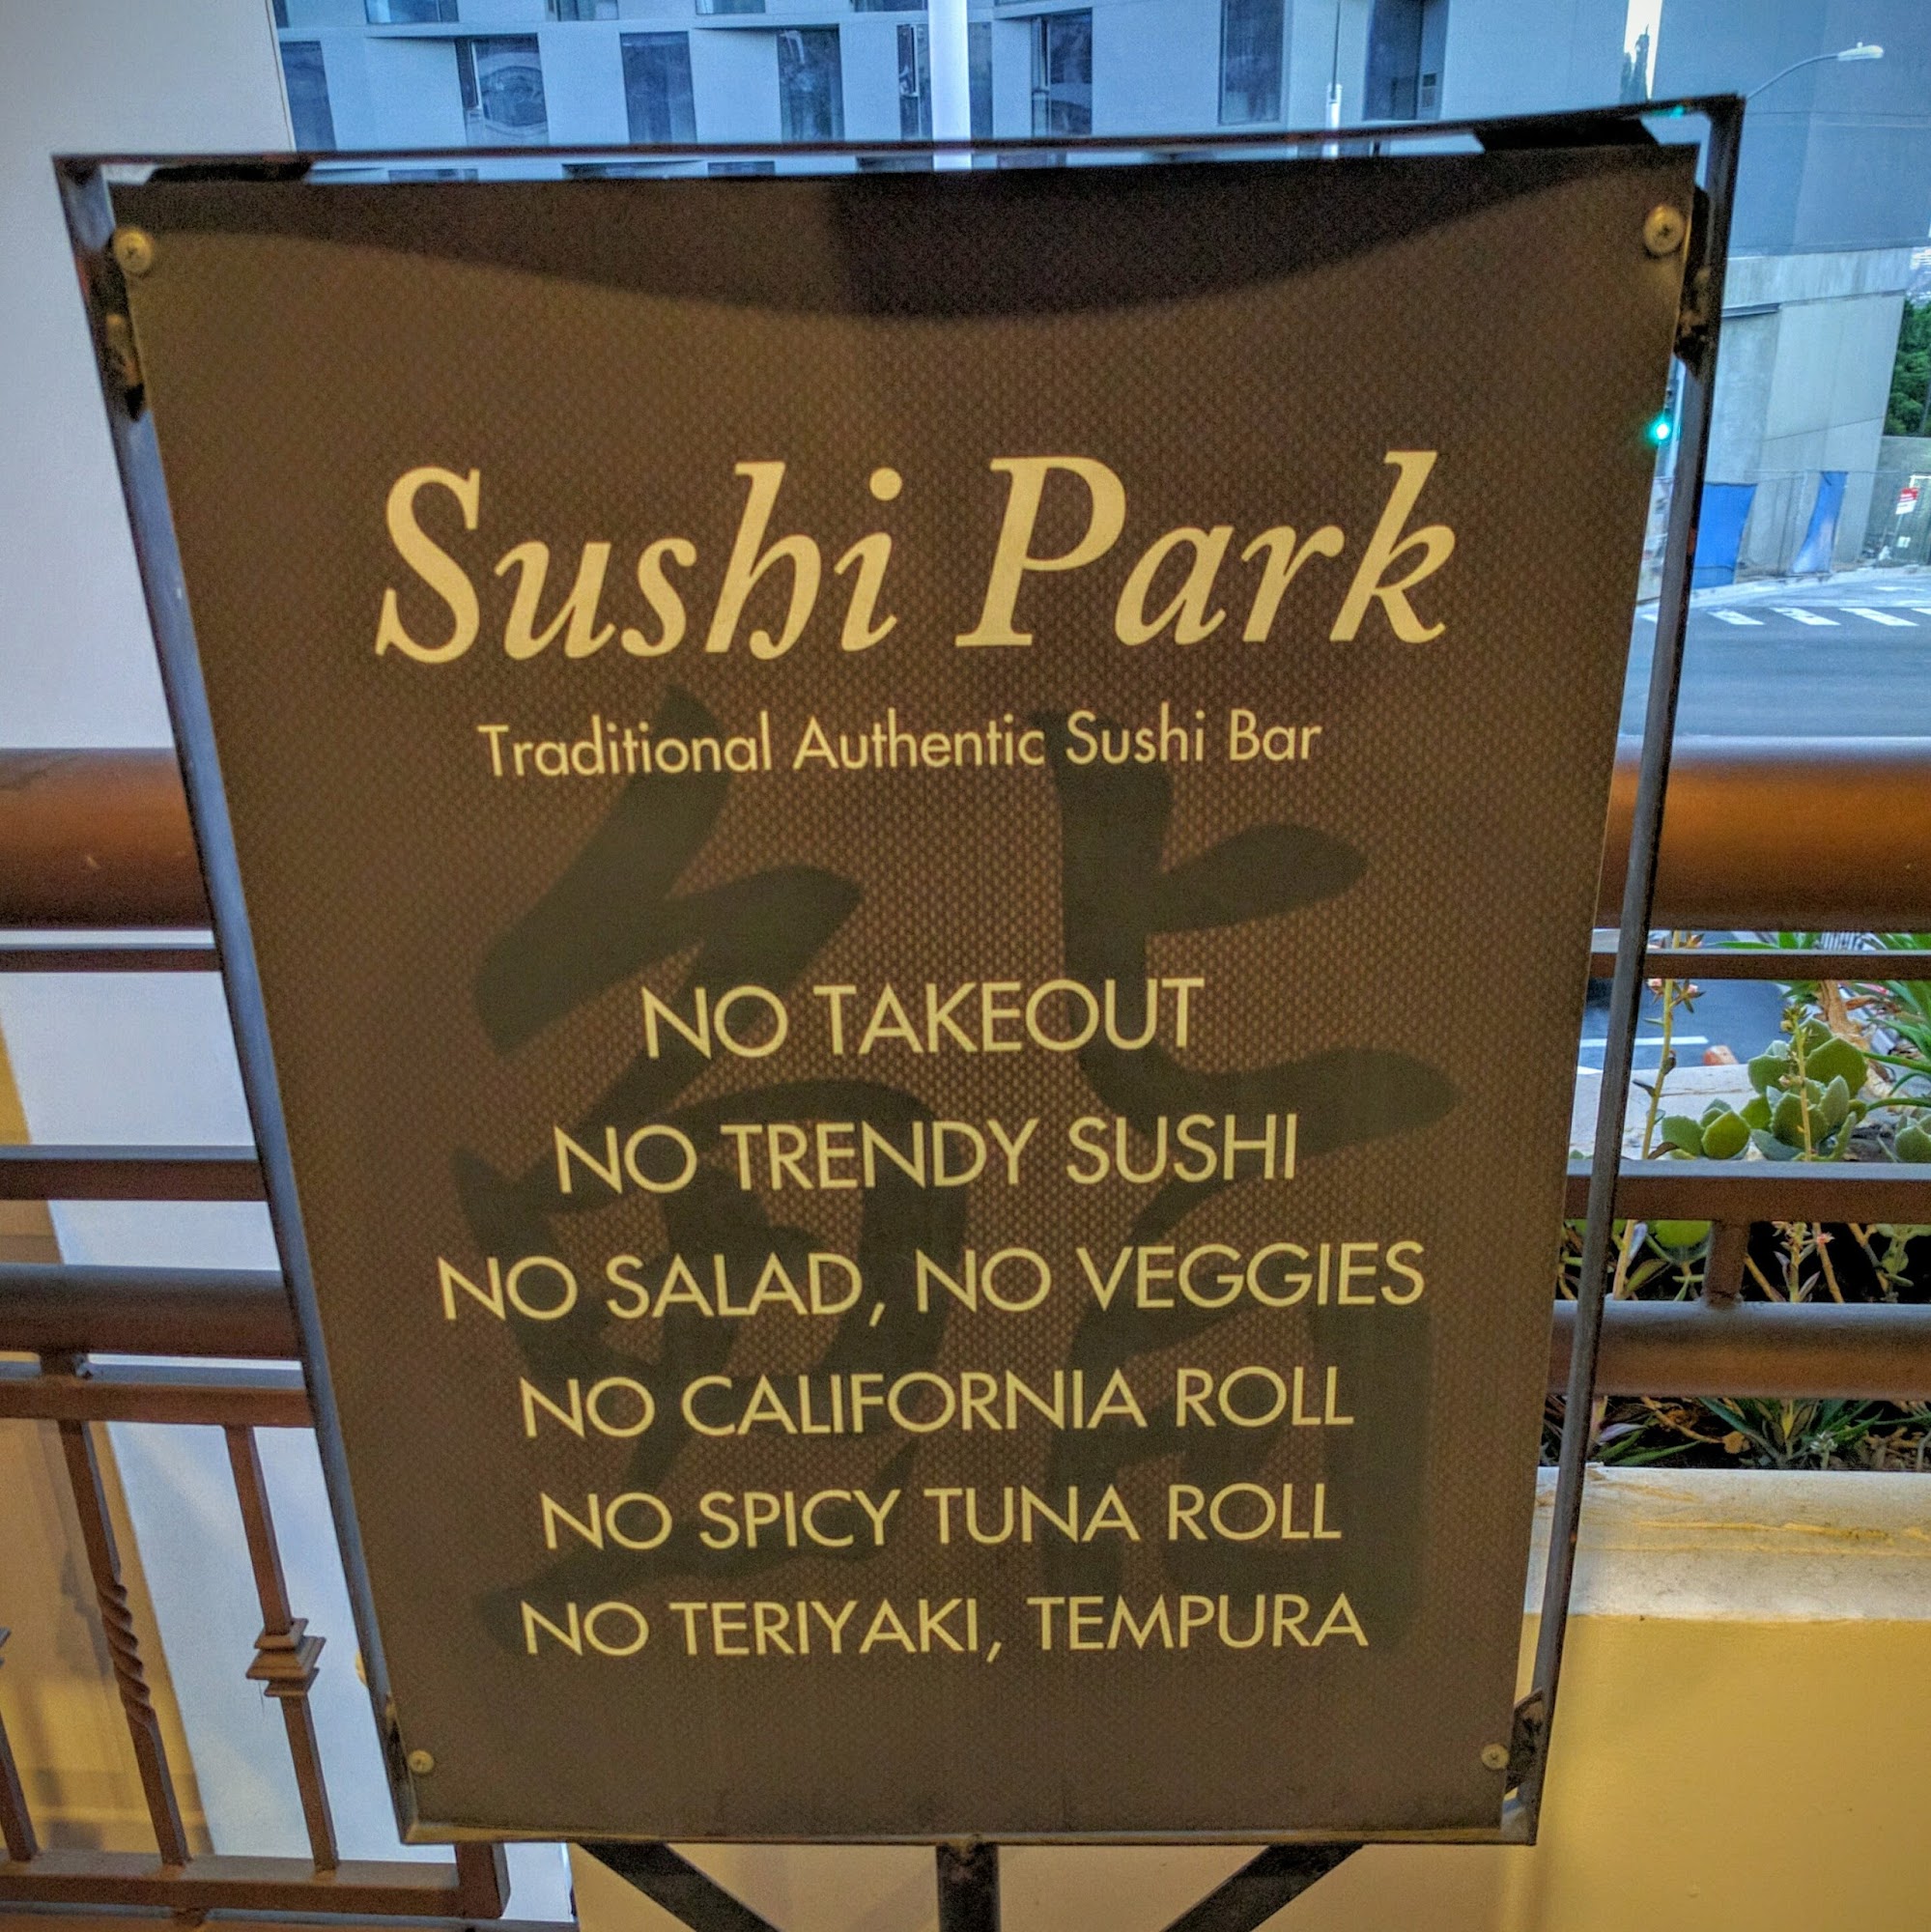 Sushi Park
Traditional Authentic Sushi Bar
鮨
NO TAKEOUT
NO TRENDY SUSHI
NO SALAD, NO VEGGIES
NO CALIFORNIA ROLL
NO SPICY TUNA ROLL
NO TERIYAKI, TEMPURA